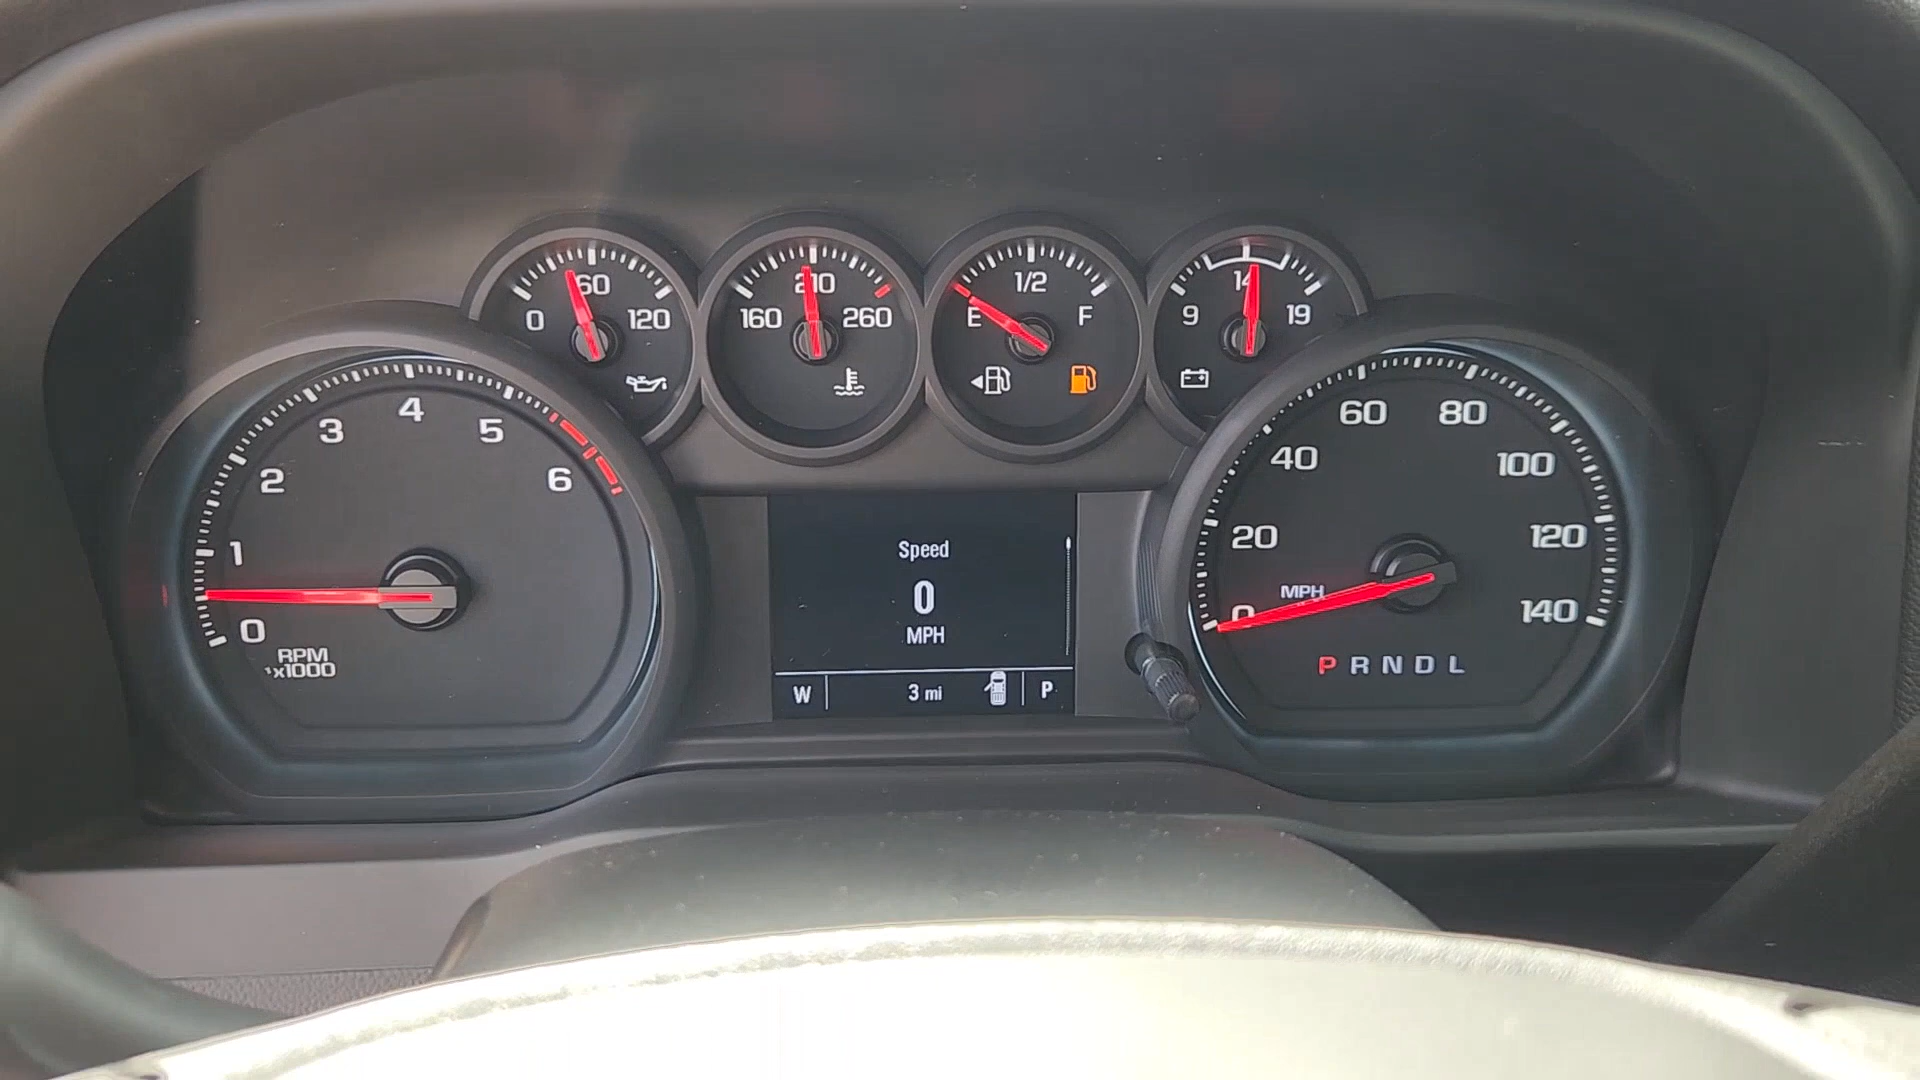 0 60 120
160 210 260
E 1/2 F
9 14 19
0 1 2 3 4 5 6
RPM
x1000
Speed
0
MPH
W 3 mi P
0 20 40 60 80 100 120 140
MPH
P R N D L